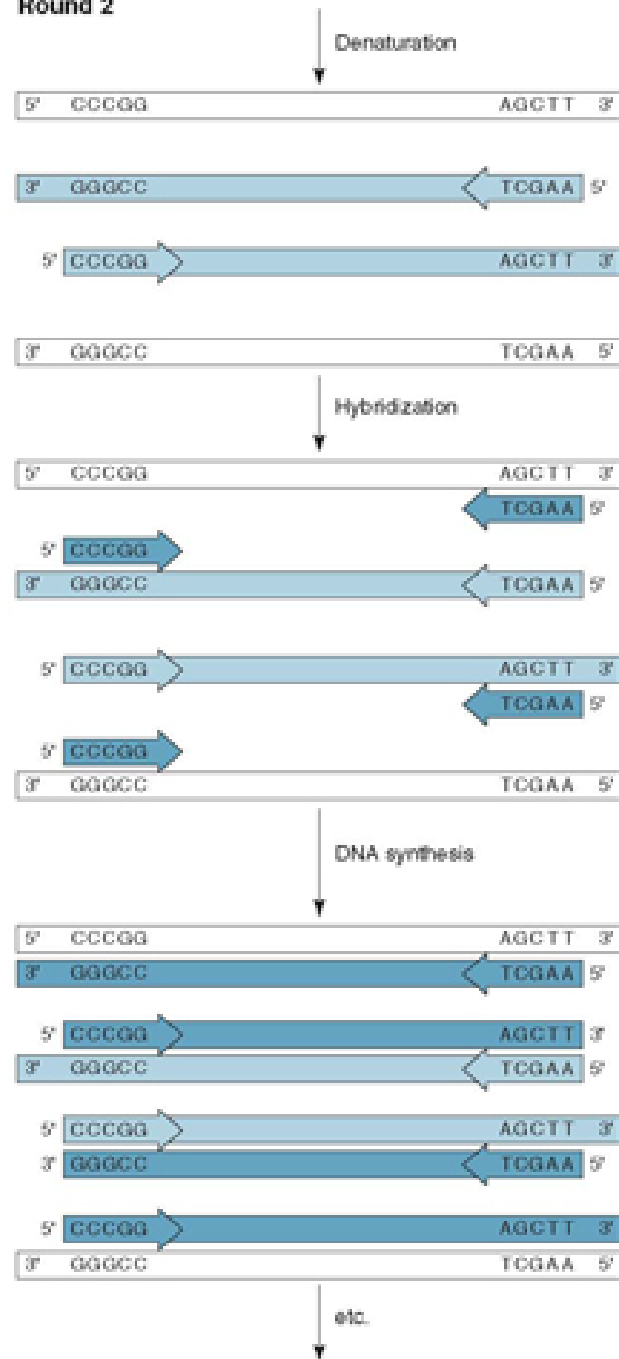 Round 2
Denaturation
5' CCCGG AGCTT 3'
3' GGGCC TCGAA 5'
5' CCCGG AGCTT 3'
3' GGGCC TCGAA 5'
Hybridization
5' CCCGG AGCTT 3'
TCGAA 5'
5' CCCGG
3' GGGCC TCGAA 5'
5' CCCGG AGCTT 3'
TCGAA 5'
5' CCCGG
3' GGGCC TCGAA 5'
DNA synthesis
5' CCCGG AGCTT 3'
3' GGGCC TCGAA 5'
5' CCCGG AGCTT 3'
3' GGGCC TCGAA 5'
5' CCCGG AGCTT 3'
3' GGGCC TCGAA 5'
5' CCCGG AGCTT 3'
3' GGGCC TCGAA 5'
etc.